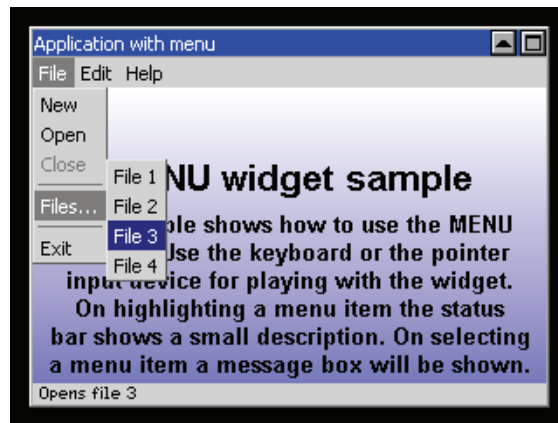 Application with menu
File Edit Help
New
Open
Close
Files...
Exit
File 1
File 2
File 3
File 4
NU widget sample
ple shows how to use the MENU
Use the keyboard or the pointer
input device for playing with the widget.
On highlighting a menu item the status
bar shows a small description. On selecting
a menu item a message box will be shown.
Opens file 3